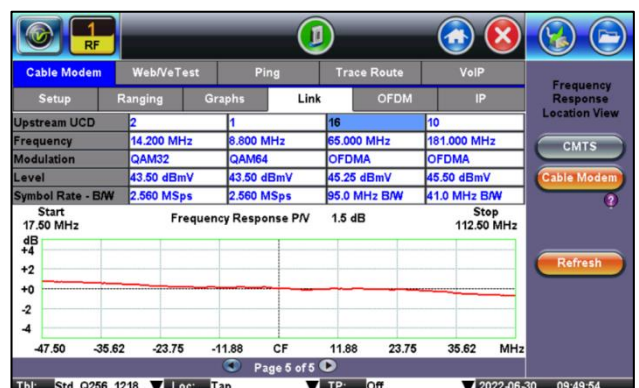 1
RF
Cable Modem Web/VeTest Ping Trace Route VoIP
Setup Ranging Graphs Link OFDM IP
Upstream UCD 2 1 16 10
Frequency 14.200 MHz 8.800 MHz 65.000 MHz 181.000 MHz
Modulation QAM32 QAM64 OFDMA OFDMA
Level 43.50 dBmV 43.50 dBmV 45.25 dBmV 45.50 dBmV
Symbol Rate - B/W 2.560 MSps 2.560 MSps 95.0 MHz B/W 41.0 MHz B/W
Start Frequency Response P/V 1.5 dB Stop
17.50 MHz 112.50 MHz
dB
+4
+2
+0
-2
-4
-47.50 -35.62 -23.75 -11.88 CF 11.88 23.75 35.62 MHz
Page 5 of 5
Tbl: Std_Q256_1218 Loc: Tap TP: Off 2022-06-30 09:49:54
Frequency
Response
Location View
CMTS
Cable Modem
?
Refresh